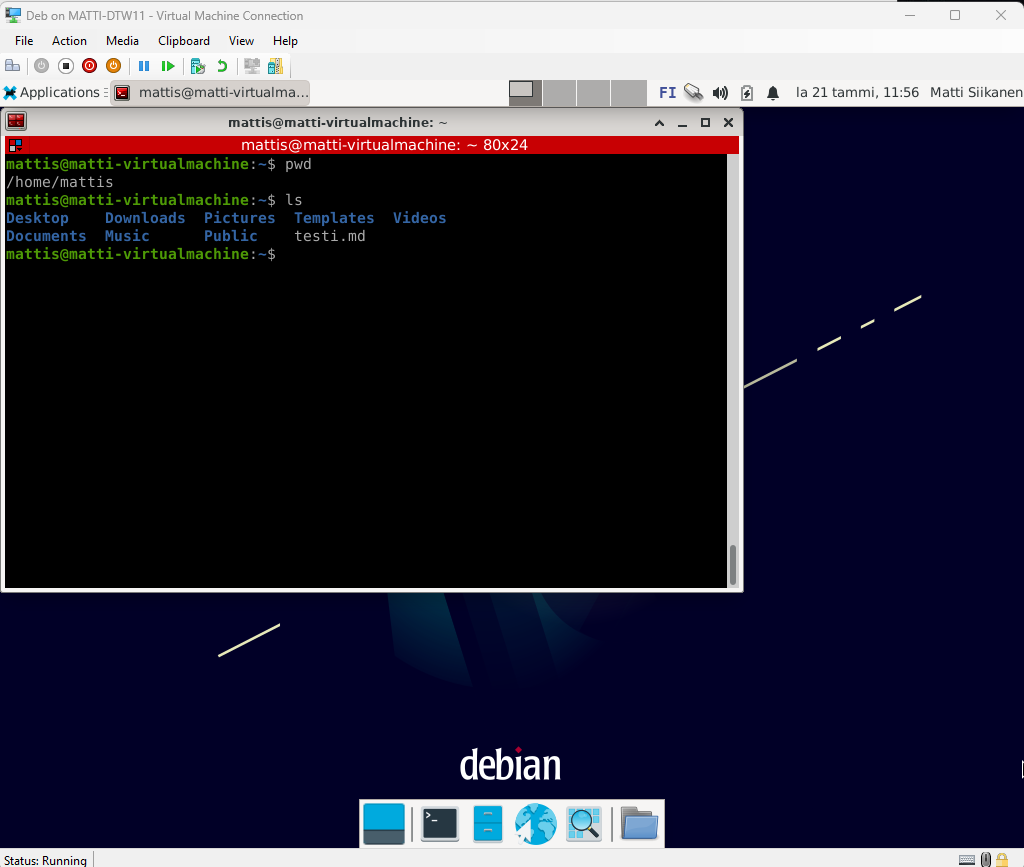 Deb on MATTI-DTW11 - Virtual Machine Connection
File Action Media Clipboard View Help
Applications mattis@matti-virtualma... FI la 21 tammi, 11:56 Matti Siikanen
mattis@matti-virtualmachine: ~
mattis@matti-virtualmachine: ~ 80x24
mattis@matti-virtualmachine:~$ pwd
/home/mattis
mattis@matti-virtualmachine:~$ ls
Desktop Downloads Pictures Templates Videos
Documents Music Public testi.md
mattis@matti-virtualmachine:~$
debian
Status: Running